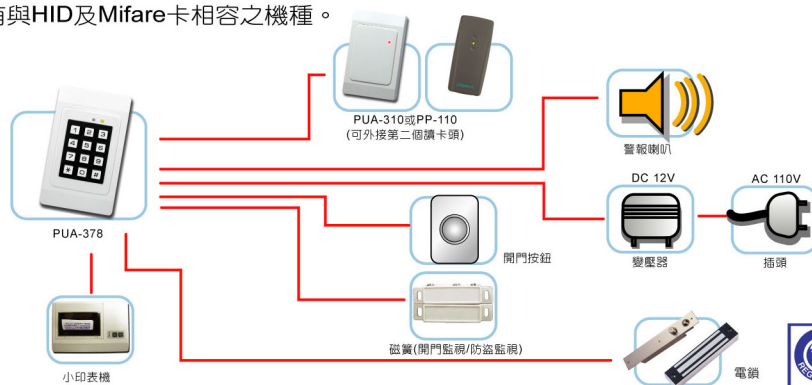 與HID及Mifare卡相容之機種。
PUA-310或PP-110
(可外接第二個讀卡頭)
警報喇叭
DC 12V
AC 110V
PUA-378
開門按鈕
變壓器
插頭
磁簧(開門監視/防盜監視)
小印表機
電鎖